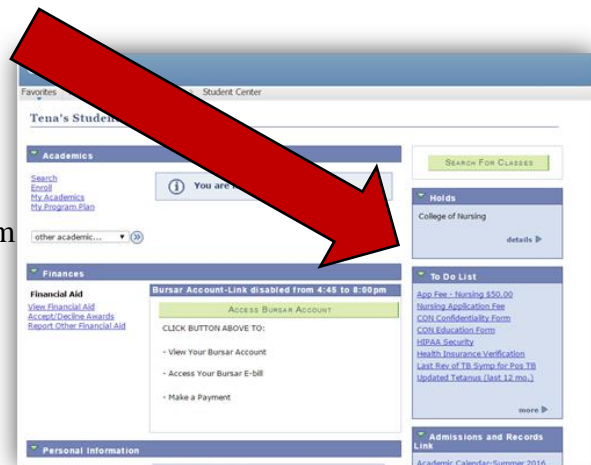 Favorites
Student Center
Tena's Studen
Academics
Search
Enroll
My Academics
My Program Plan
You are
other academic...
m
Finances
Financial Aid
View Financial Aid
Accept/Decline Awards
Report Other Financial Aid
Bursar Account-Link disabled from 4:45 to 8:00pm
ACCESS BURSAR ACCOUNT
CLICK BUTTON ABOVE TO:
- View Your Bursar Account
- Access Your Bursar E-bill
- Make a Payment
Personal Information
SEARCH FOR CLASSES
Holds
College of Nursing
details
To Do List
App Fee - Nursing $50.00
Nursing Application Fee
CON Confidentiality Form
CON Education Form
HIPAA Security
Health Insurance Verification
Last Rev of TB Symp for Pos TB
Updated Tetanus (last 12 mo.)
more
Admissions and Records
Link
Academic Calendar-Summer 2016